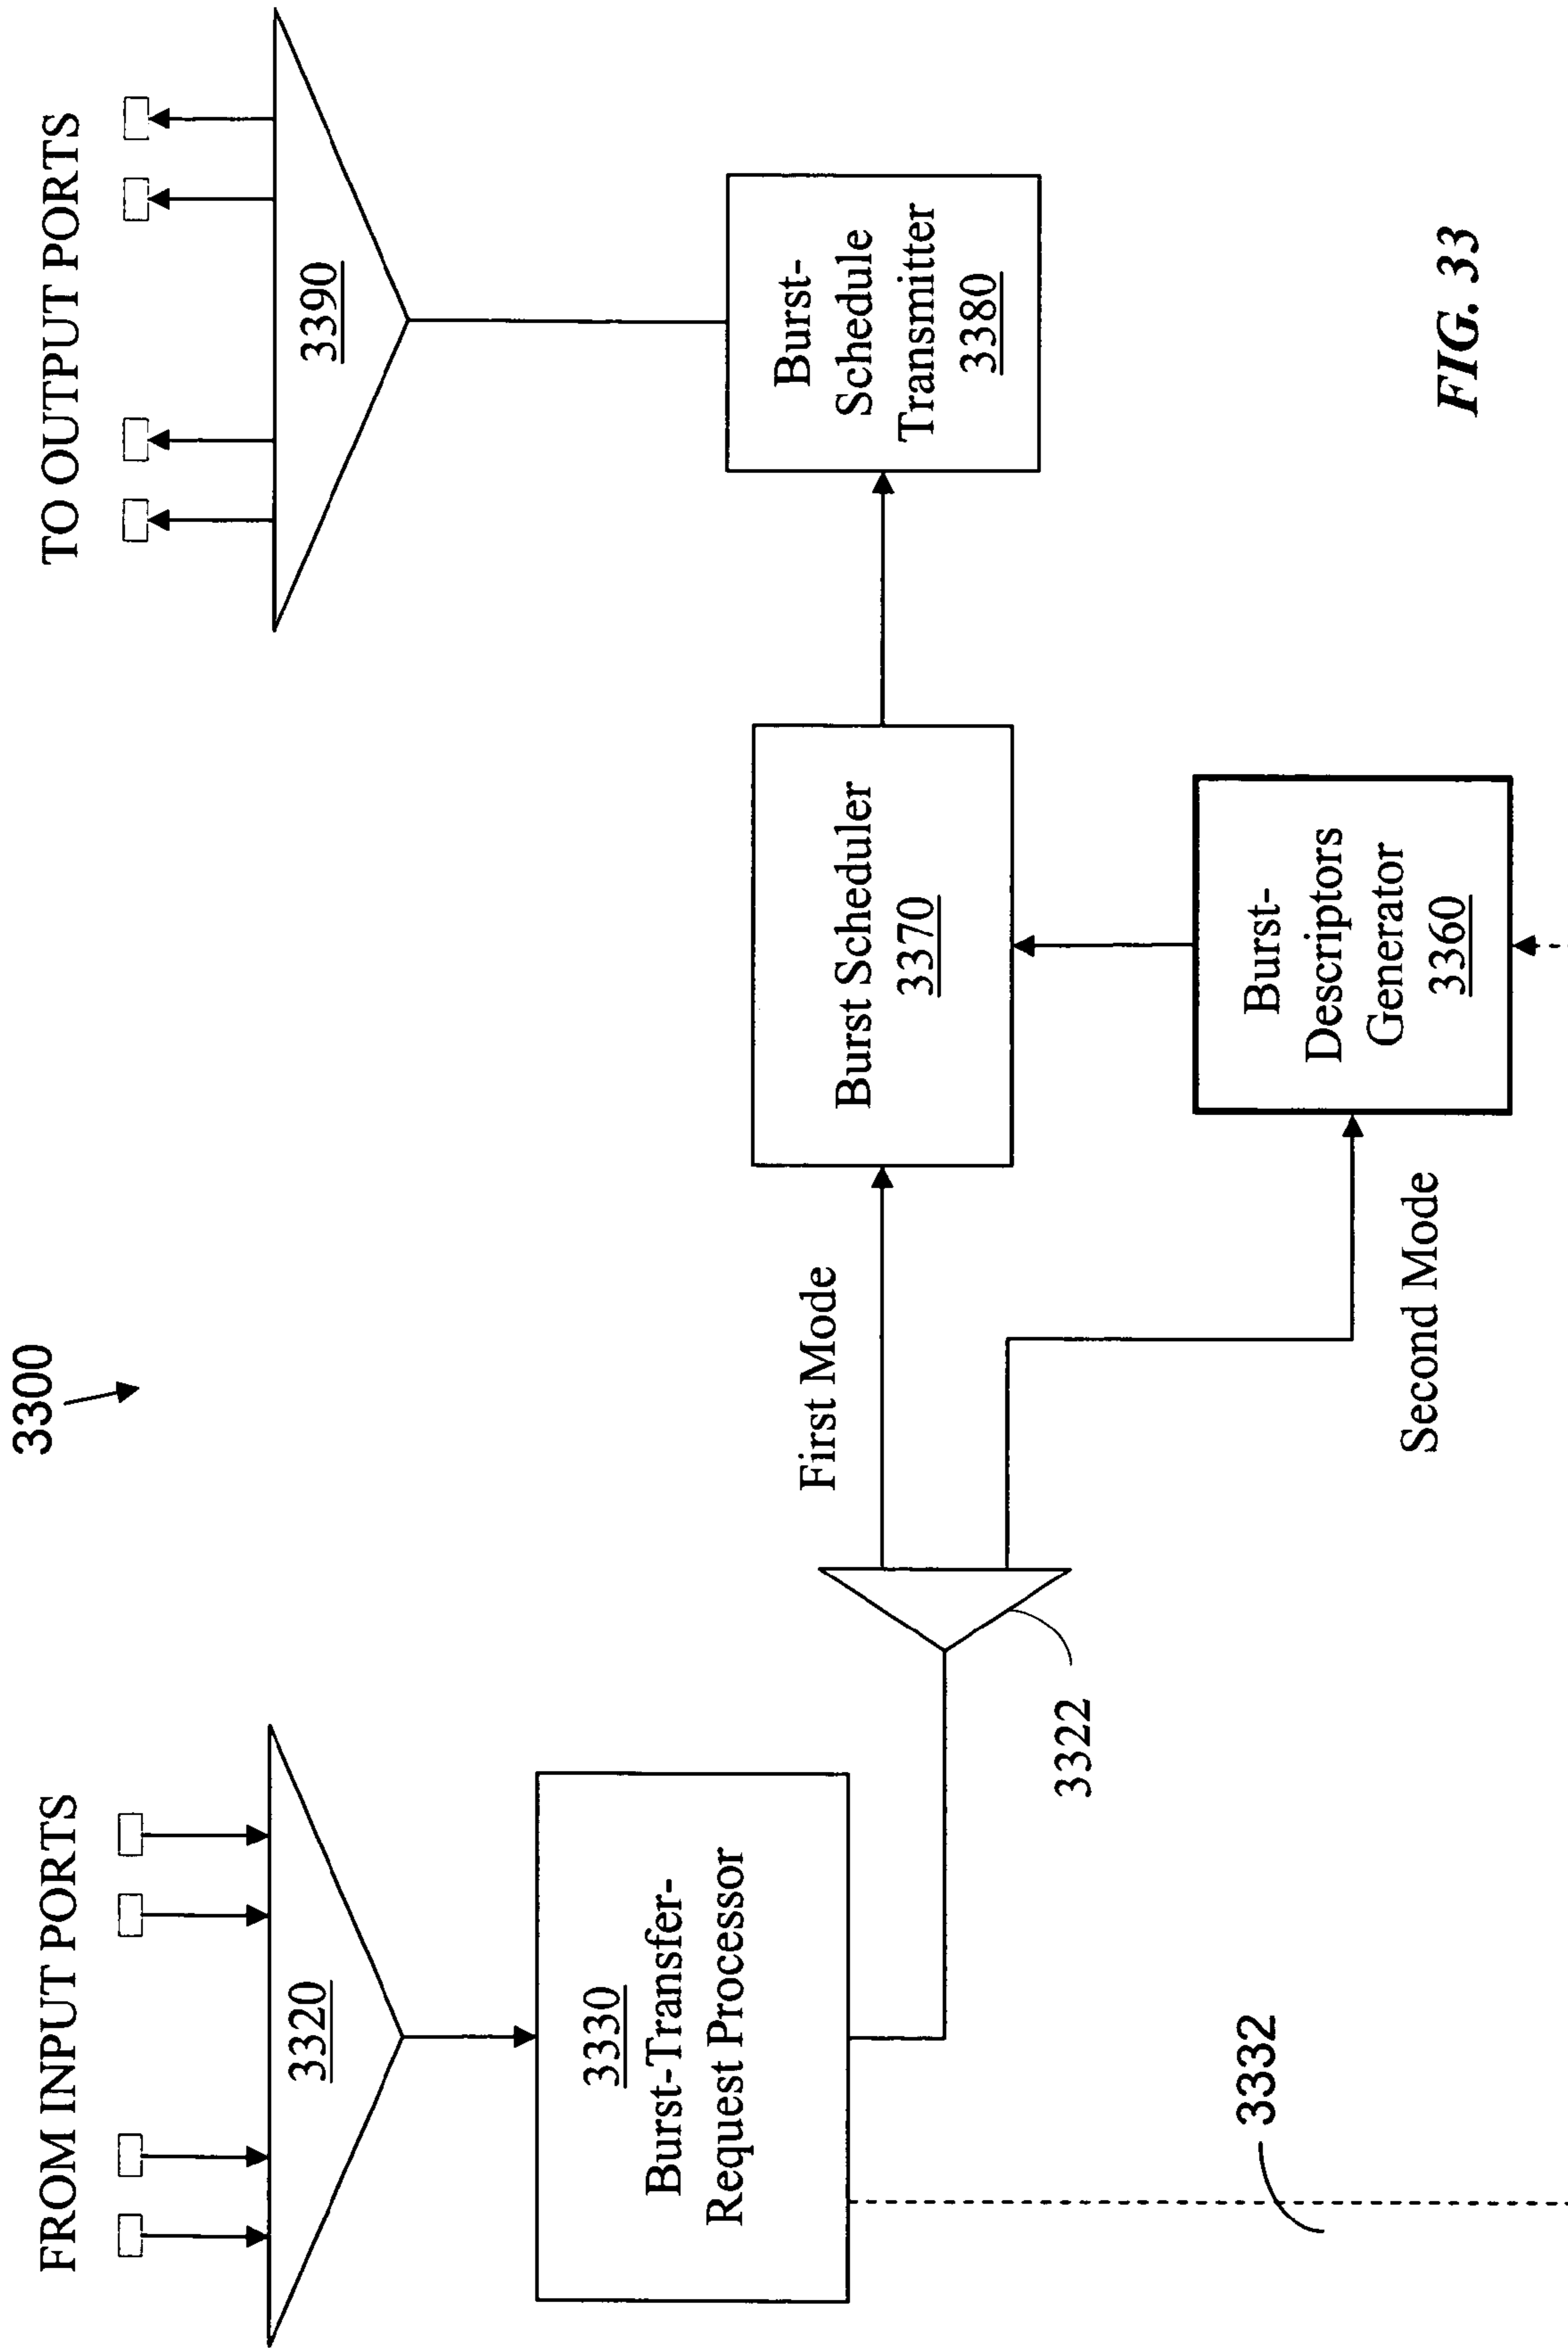 3300
FROM INPUT PORTS
TO OUTPUT PORTS
3320
3390
3330
Burst-Transfer-
Request Processor
First Mode
Burst Scheduler
3370
Burst-
Schedule
Transmitter
3380
3322
3332
Second Mode
Burst-
Descriptors
Generator
3360
FIG. 33